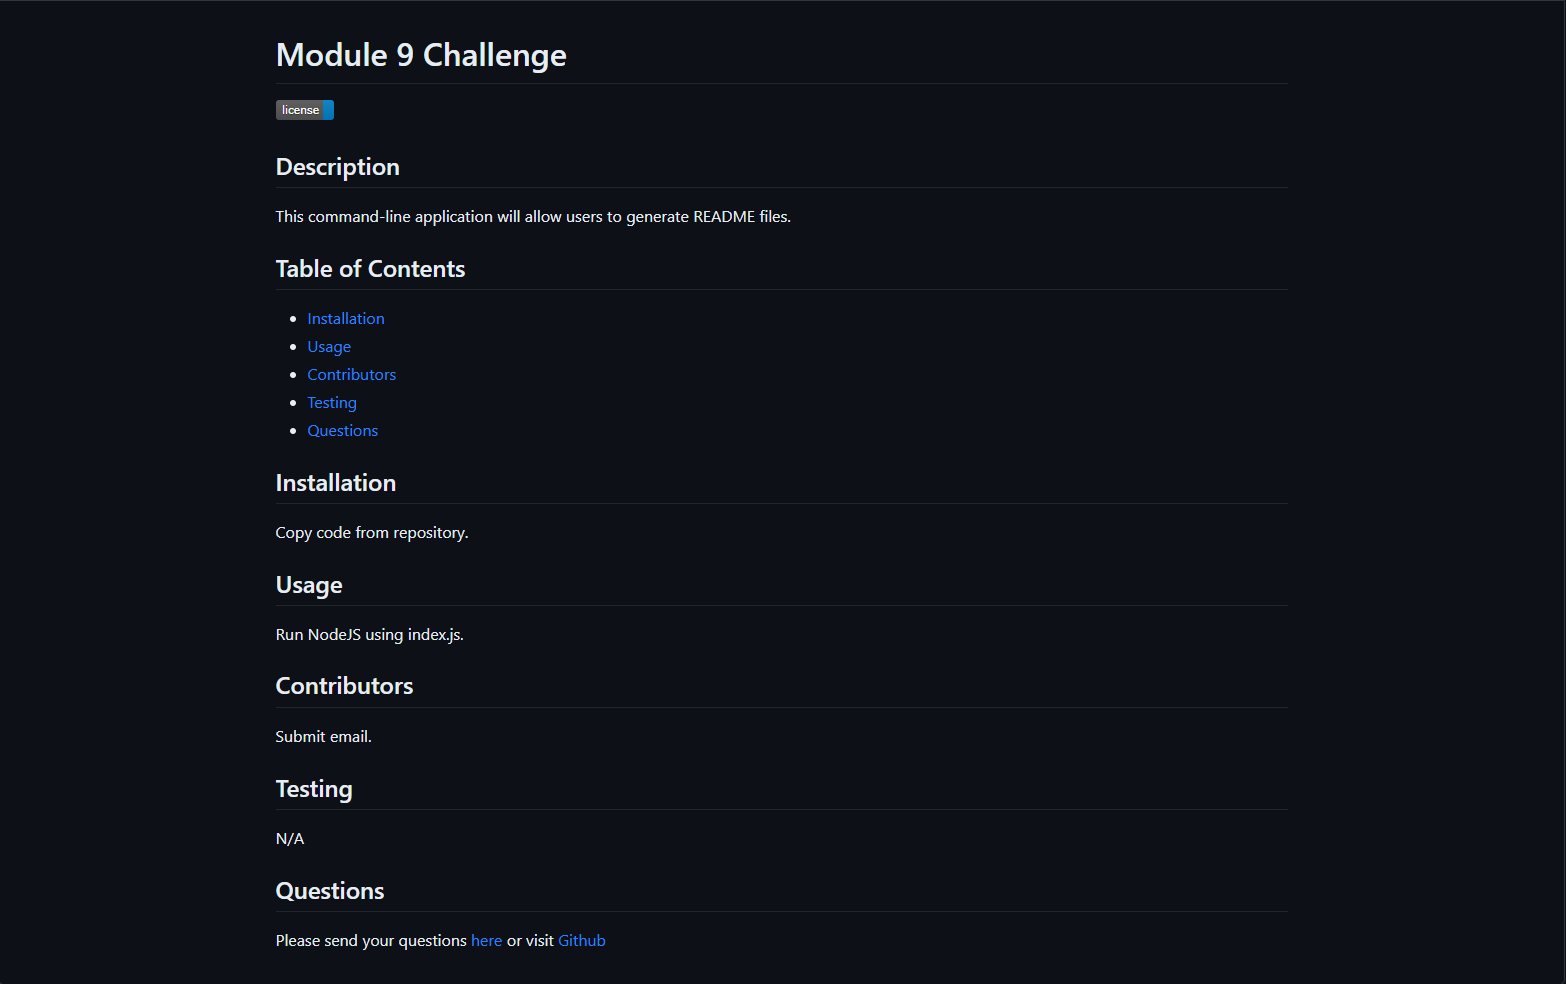 Module 9 Challenge
license
Description
This command-line application will allow users to generate README files.
Table of Contents
Installation
Usage
Contributors
Testing
Questions
Installation
Copy code from repository.
Usage
Run NodeJS using index.js.
Contributors
Submit email.
Testing
N/A
Questions
Please send your questions here or visit Github